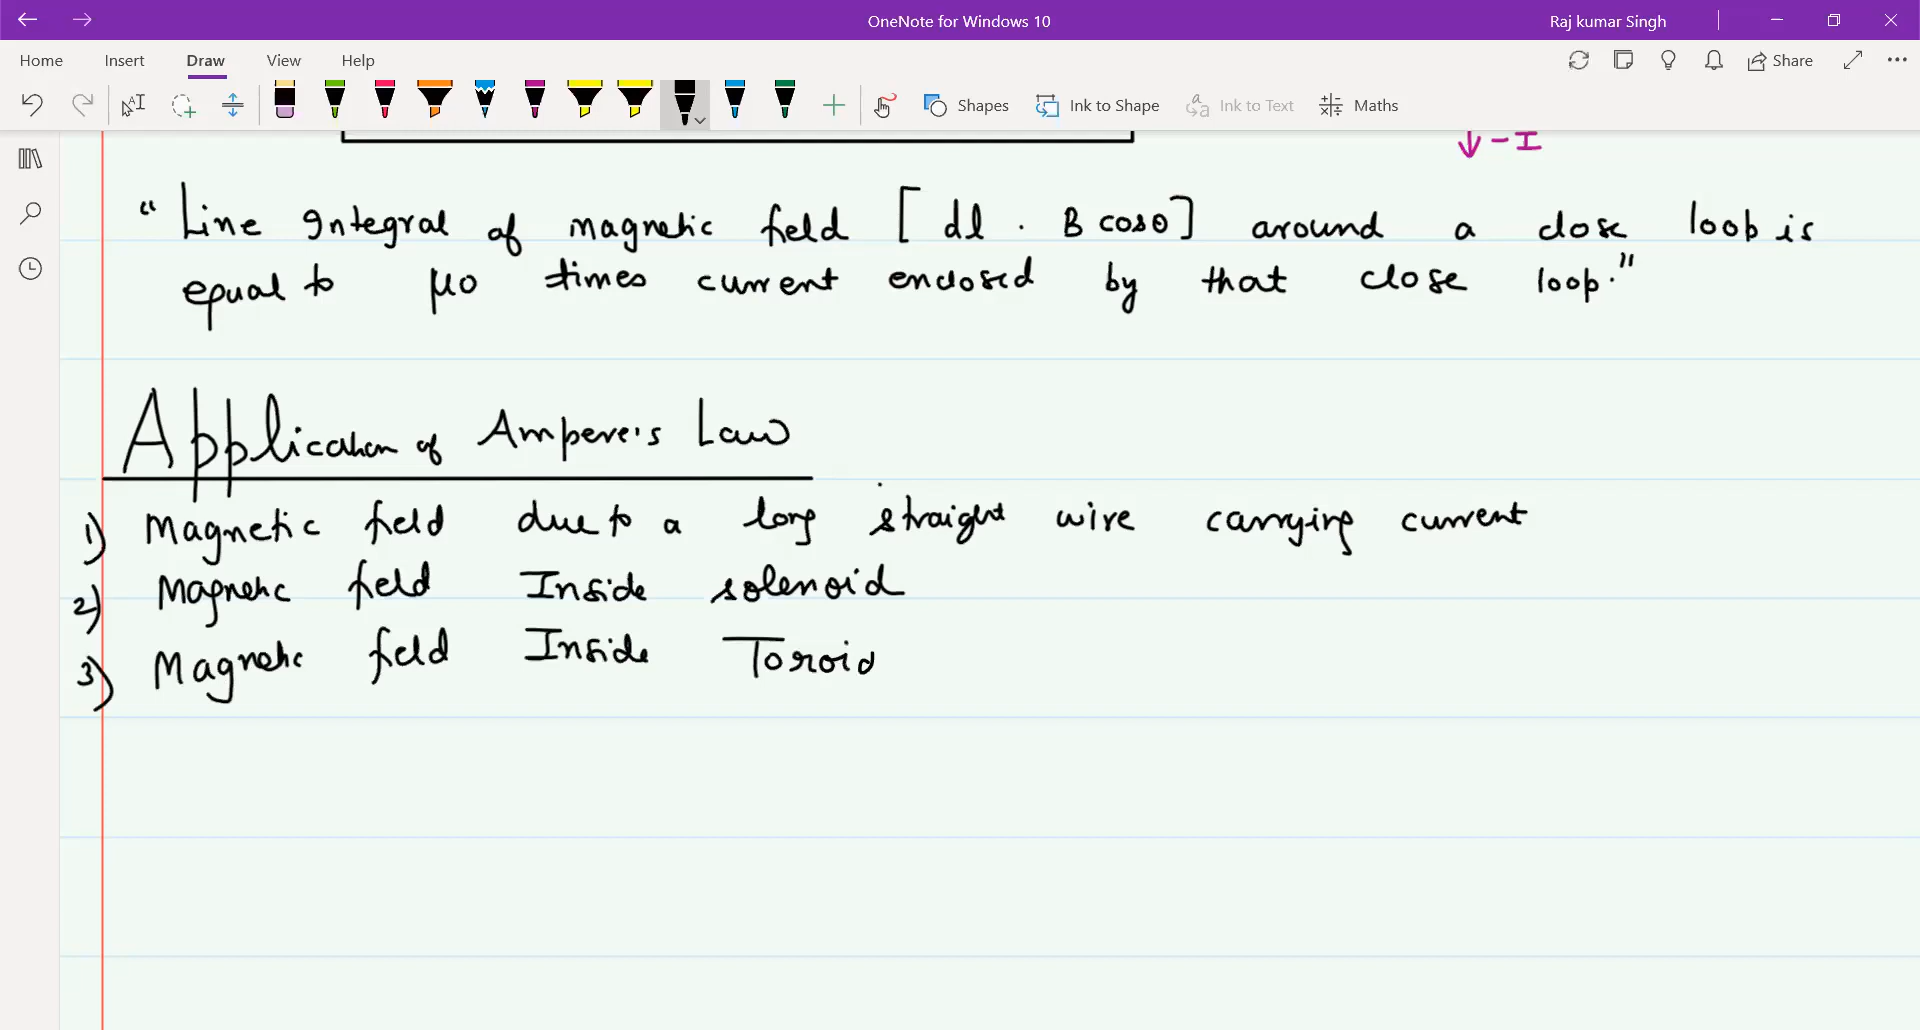 OneNote for Windows 10
Raj kumar Singh
Home Insert Draw View Help
Share
Shapes Ink to Shape Ink to Text Maths
↓ - I
"Line Integral of magnetic field [dl . B cosθ] around a close loop is
equal to μ0 times current enclosed by that close loop."
Application of Ampere's Law
1) Magnetic field due to a long straight wire carrying current
2) Magnetic field Inside solenoid
3) Magnetic field Inside Toroid